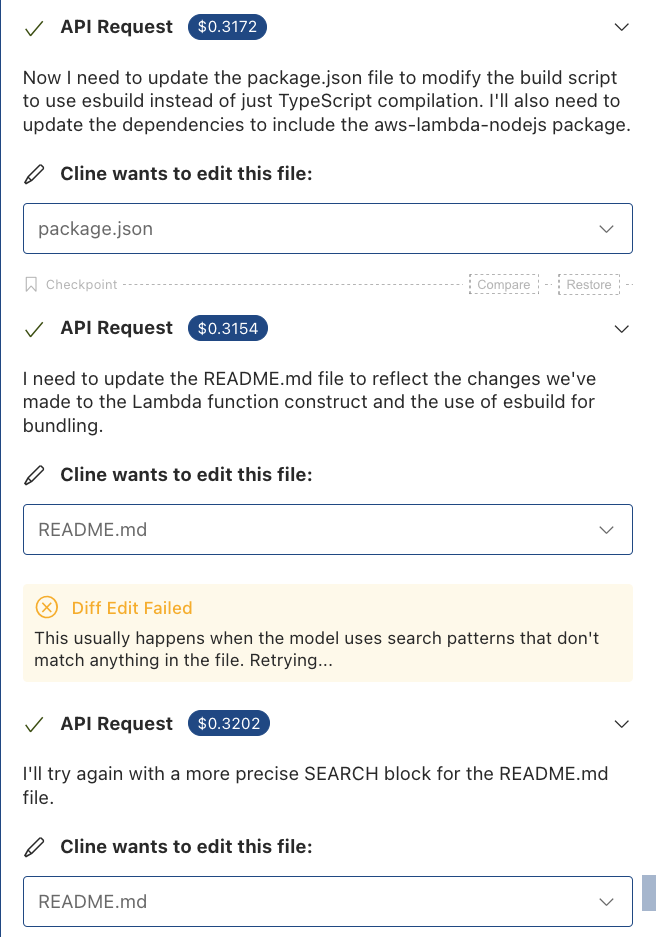 API Request $0.3172
Now I need to update the package.json file to modify the build script
to use esbuild instead of just TypeScript compilation. I'll also need to
update the dependencies to include the aws-lambda-nodejs package.
Cline wants to edit this file:
package.json
Checkpoint Compare Restore
API Request $0.3154
I need to update the README.md file to reflect the changes we've
made to the Lambda function construct and the use of esbuild for
bundling.
Cline wants to edit this file:
README.md
Diff Edit Failed
This usually happens when the model uses search patterns that don't
match anything in the file. Retrying...
API Request $0.3202
I'll try again with a more precise SEARCH block for the README.md
file.
Cline wants to edit this file:
README.md